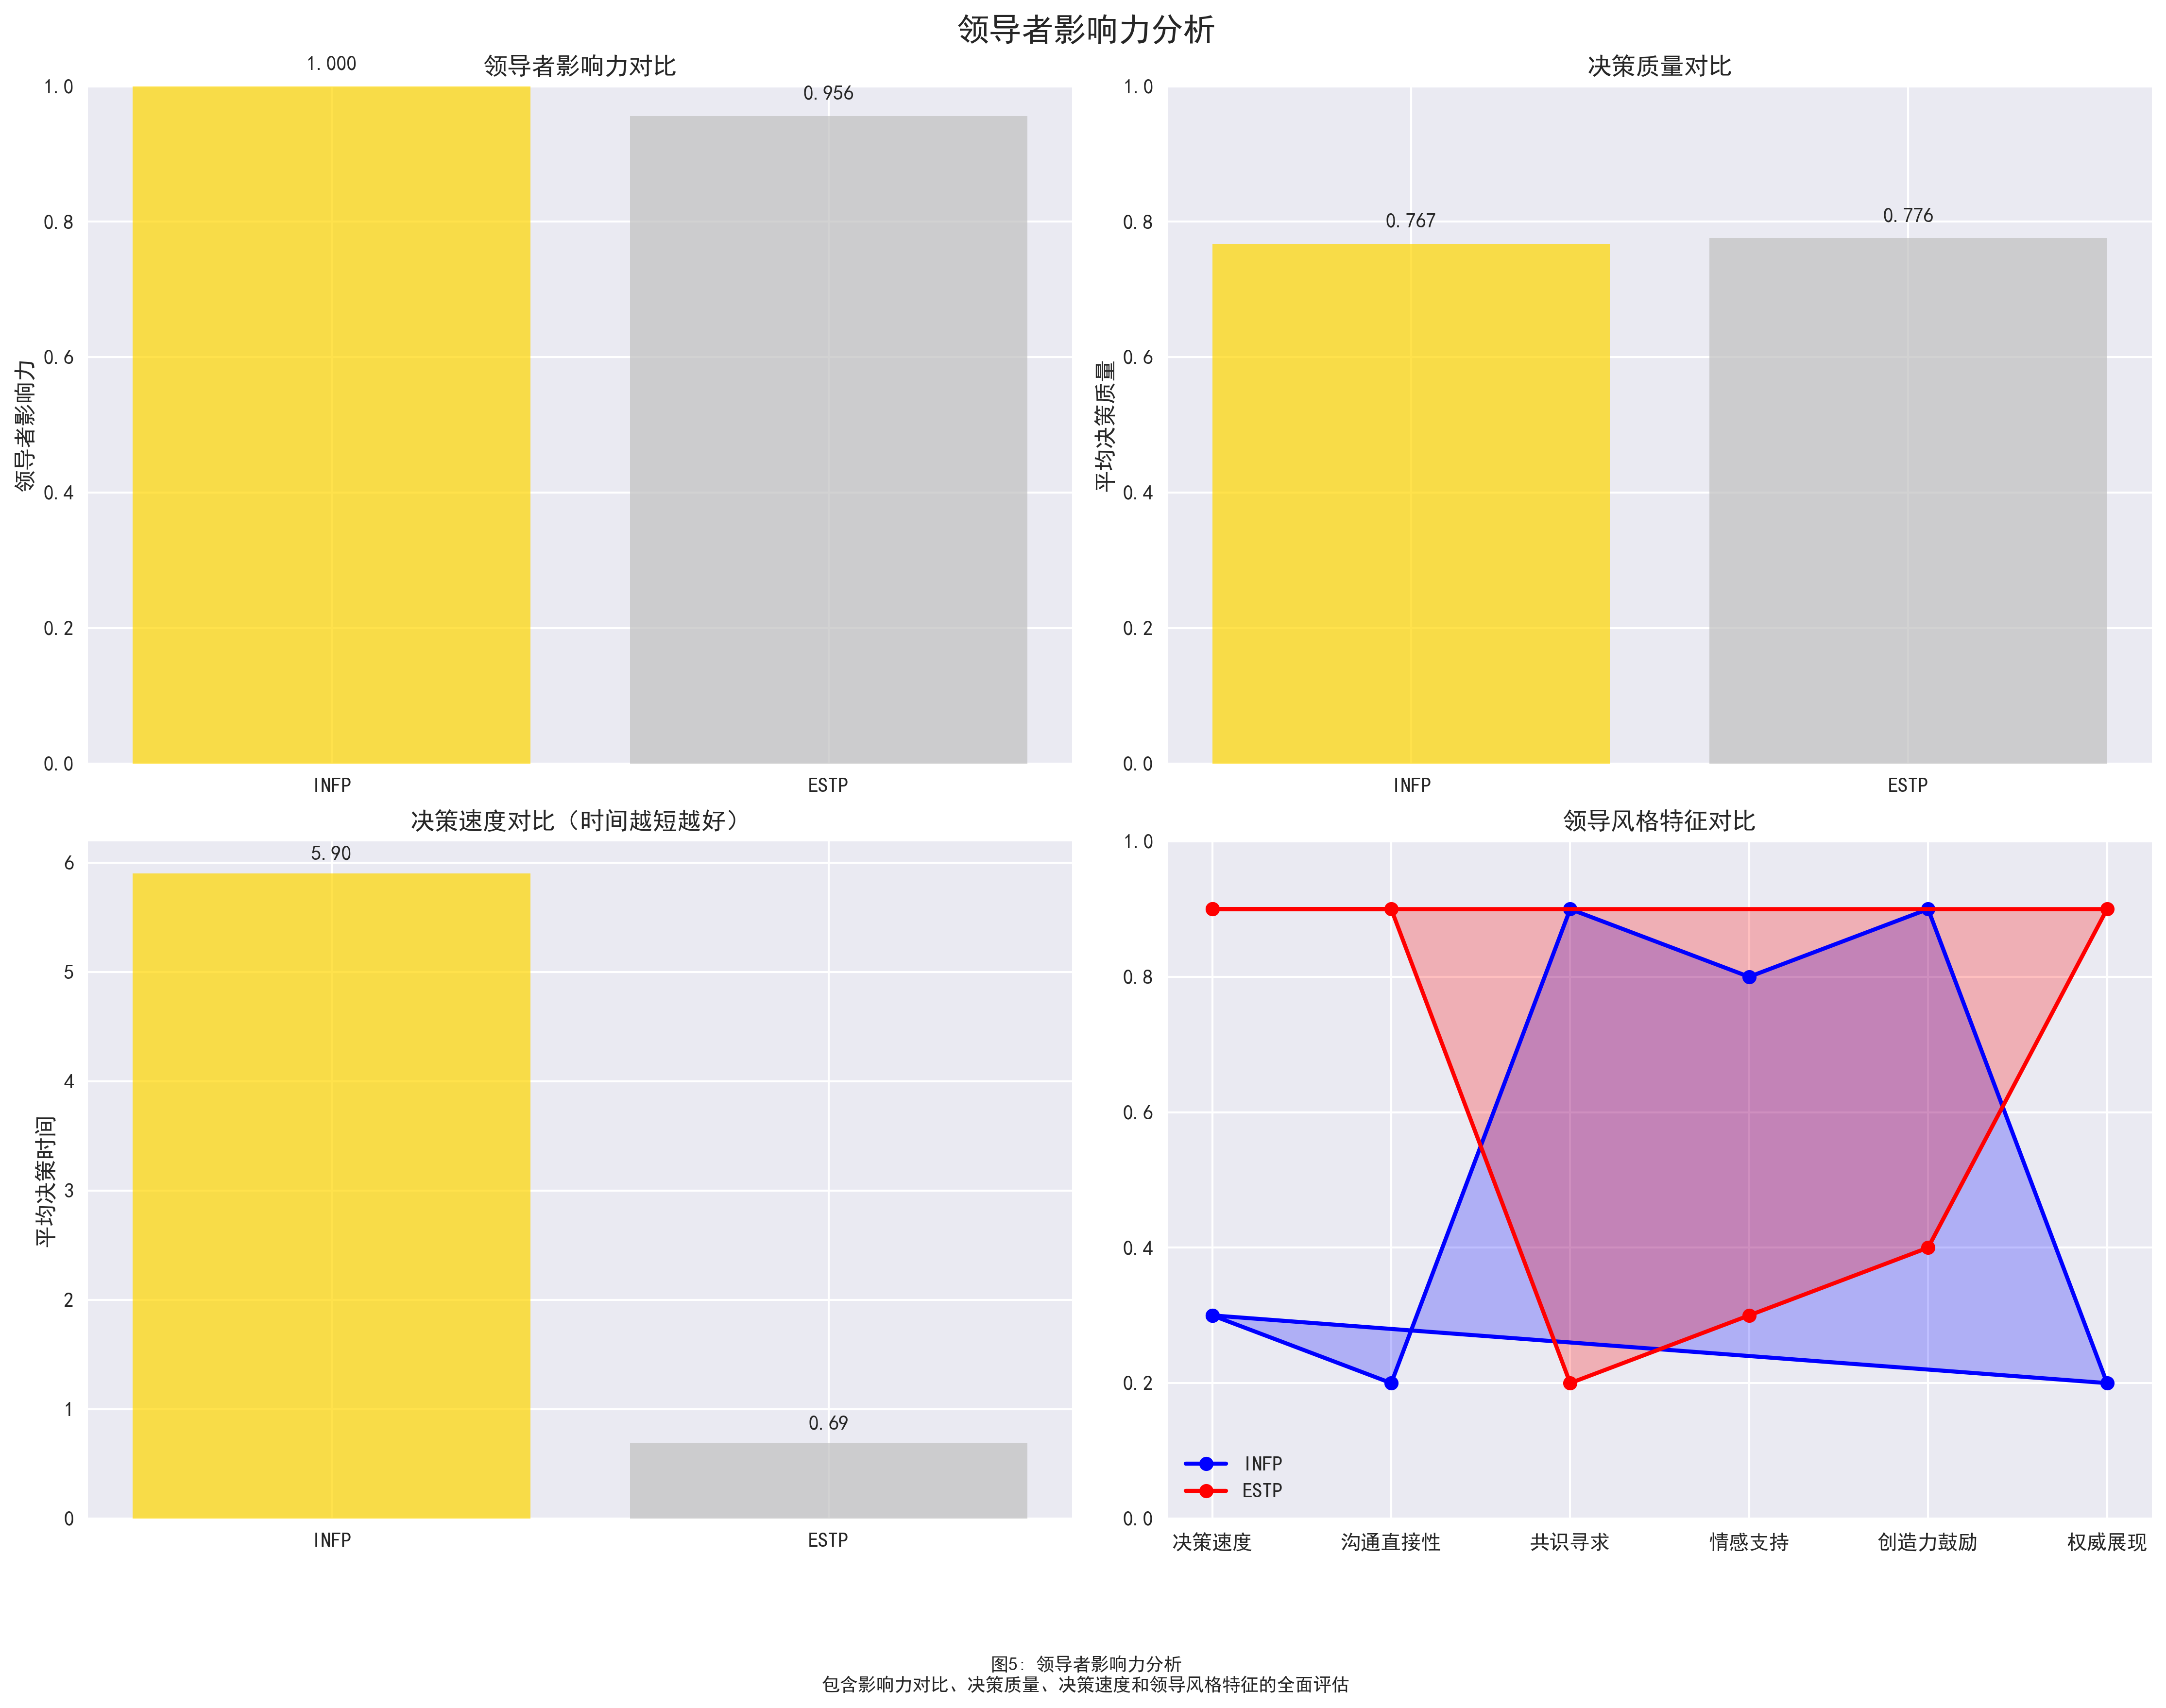 领导者影响力分析
领导者影响力对比
1.000
0.956
1.0
0.8
0.6
0.4
0.2
0.0
领导者影响力
INFP
ESTP
决策质量对比
0.767
0.776
1.0
0.8
0.6
0.4
0.2
0.0
平均决策质量
INFP
ESTP
决策速度对比（时间越短越好）
5.90
0.69
6
5
4
3
2
1
0
平均决策时间
INFP
ESTP
领导风格特征对比
1.0
0.8
0.6
0.4
0.2
0.0
INFP
ESTP
决策速度
沟通直接性
共识寻求
情感支持
创造力鼓励
权威展现
图5: 领导者影响力分析
包含影响力对比、决策质量、决策速度和领导风格特征的全面评估